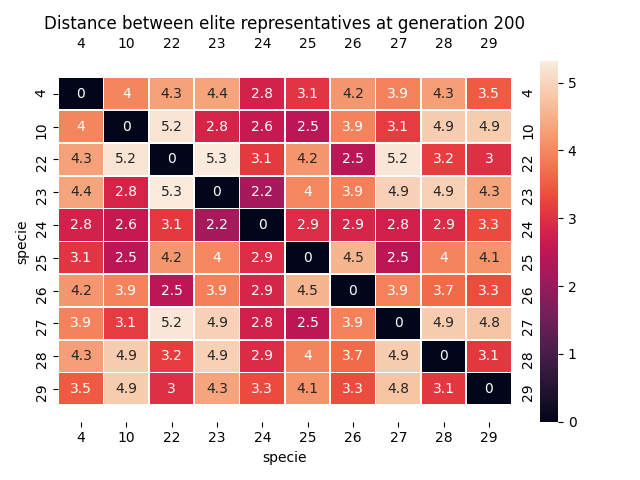 Distance between elite representatives at generation 200
4 10 22 23 24 25 26 27 28 29
4 0 4 4.3 4.4 2.8 3.1 4.2 3.9 4.3 3.5 4
10 4 0 5.2 2.8 2.6 2.5 3.9 3.1 4.9 4.9 10
22 4.3 5.2 0 5.3 3.1 4.2 2.5 5.2 3.2 3 22
23 4.4 2.8 5.3 0 2.2 4 3.9 4.9 4.9 4.3 23
24 2.8 2.6 3.1 2.2 0 2.9 2.9 2.8 2.9 3.3 24
25 3.1 2.5 4.2 4 2.9 0 4.5 2.5 4 4.1 25
26 4.2 3.9 2.5 3.9 2.9 4.5 0 3.9 3.7 3.3 26
27 3.9 3.1 5.2 4.9 2.8 2.5 3.9 0 4.9 4.8 27
28 4.3 4.9 3.2 4.9 2.9 4 3.7 4.9 0 3.1 28
29 3.5 4.9 3 4.3 3.3 4.1 3.3 4.8 3.1 0 29
4 10 22 23 24 25 26 27 28 29
specie
specie
5
4
3
2
1
0